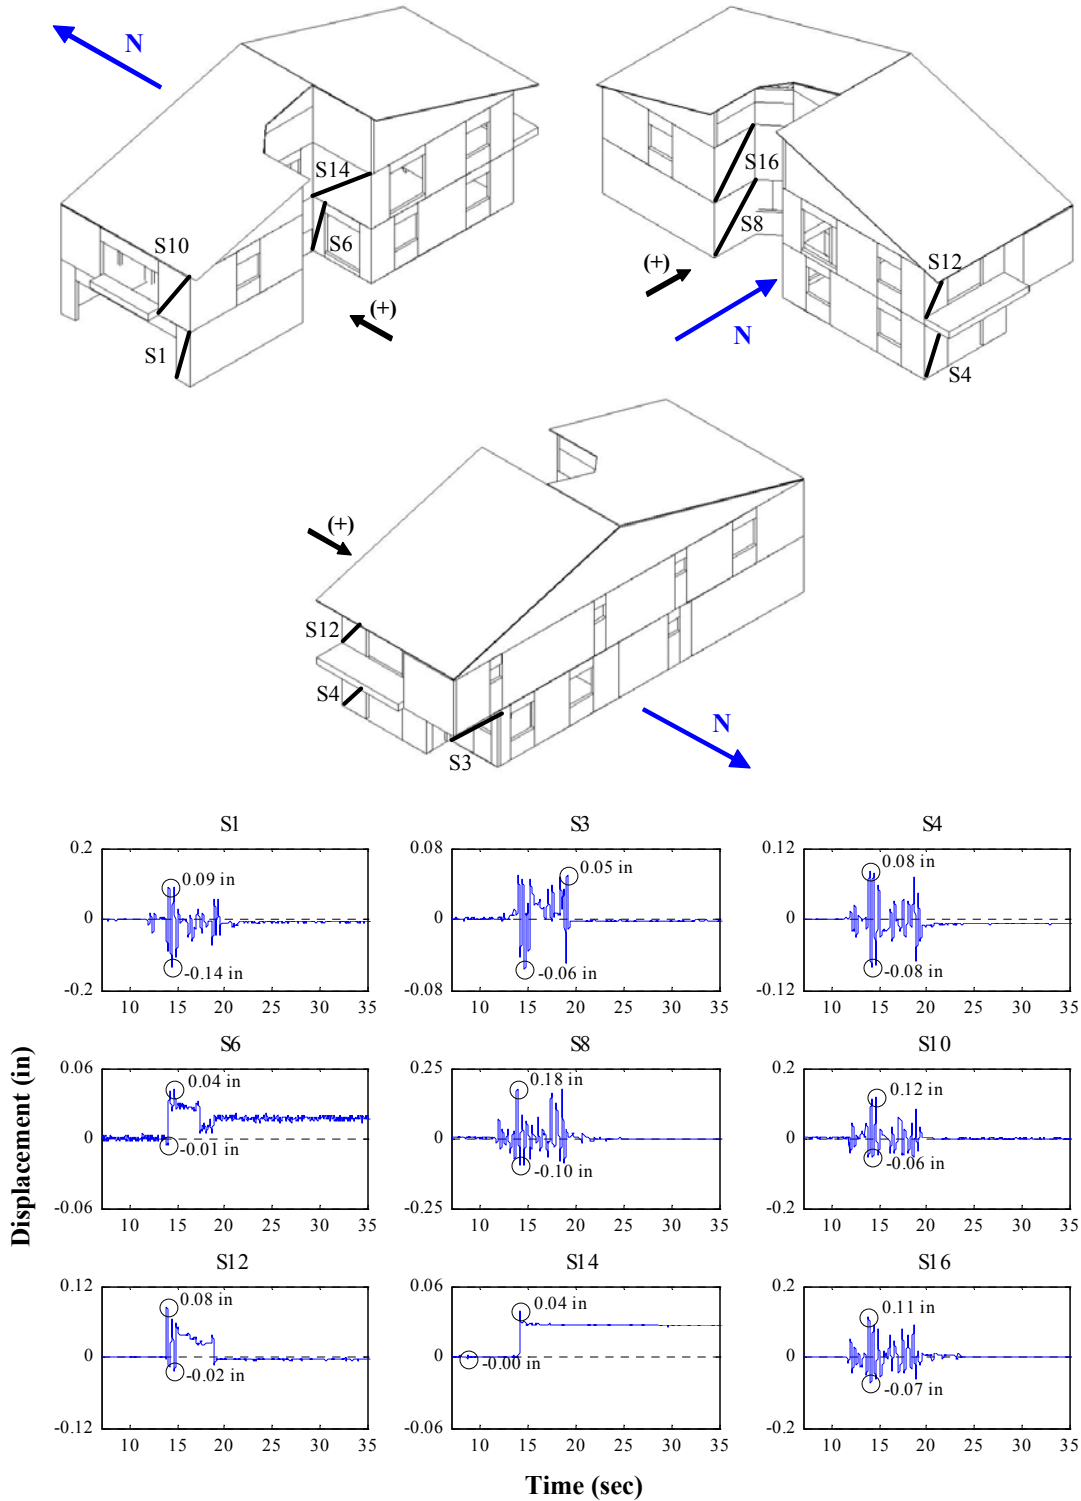 N
N
S14
S16
S6
S8
S10
(+)
S12
(+)
N
S1
S4
(+)
S12
S4
N
S3
S1
S3
S4
0.2
0.09 in
0
-0.14 in
-0.2
10 15 20 25 30 35
0.08
0.05 in
0
-0.06 in
-0.08
10 15 20 25 30 35
0.12
0.08 in
0
-0.08 in
-0.12
10 15 20 25 30 35
Displacement (in)
S6
S8
S10
0.06
0.04 in
0
-0.01 in
-0.06
10 15 20 25 30 35
0.25
0.18 in
0
-0.10 in
-0.25
10 15 20 25 30 35
0.2
0.12 in
0
-0.06 in
-0.2
10 15 20 25 30 35
S12
S14
S16
0.12
0.08 in
0
-0.02 in
-0.12
10 15 20 25 30 35
0.06
0.04 in
0
-0.00 in
-0.06
10 15 20 25 30 35
0.2
0.11 in
0
-0.07 in
-0.2
10 15 20 25 30 35
Time (sec)